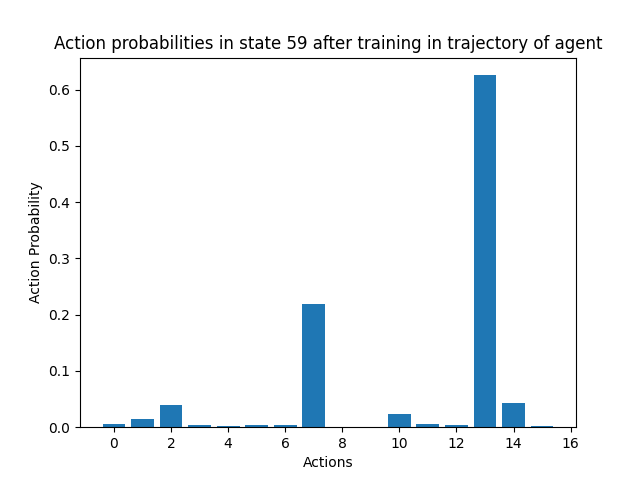 Action probabilities in state 59 after training in trajectory of agent
Action Probability
0.6
0.5
0.4
0.3
0.2
0.1
0.0
0 2 4 6 8 10 12 14 16
Actions